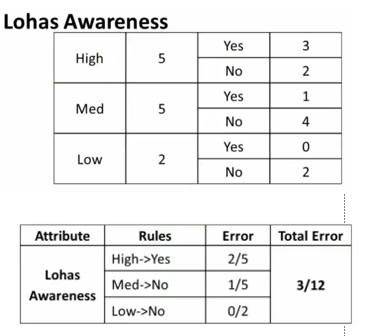 Lohas Awareness
High 5 Yes 3
No 2
Med 5 Yes 1
No 4
Low 2 Yes 0
No 2
Attribute Rules Error Total Error
Lohas Awareness High->Yes 2/5 3/12
Med->No 1/5
Low->No 0/2